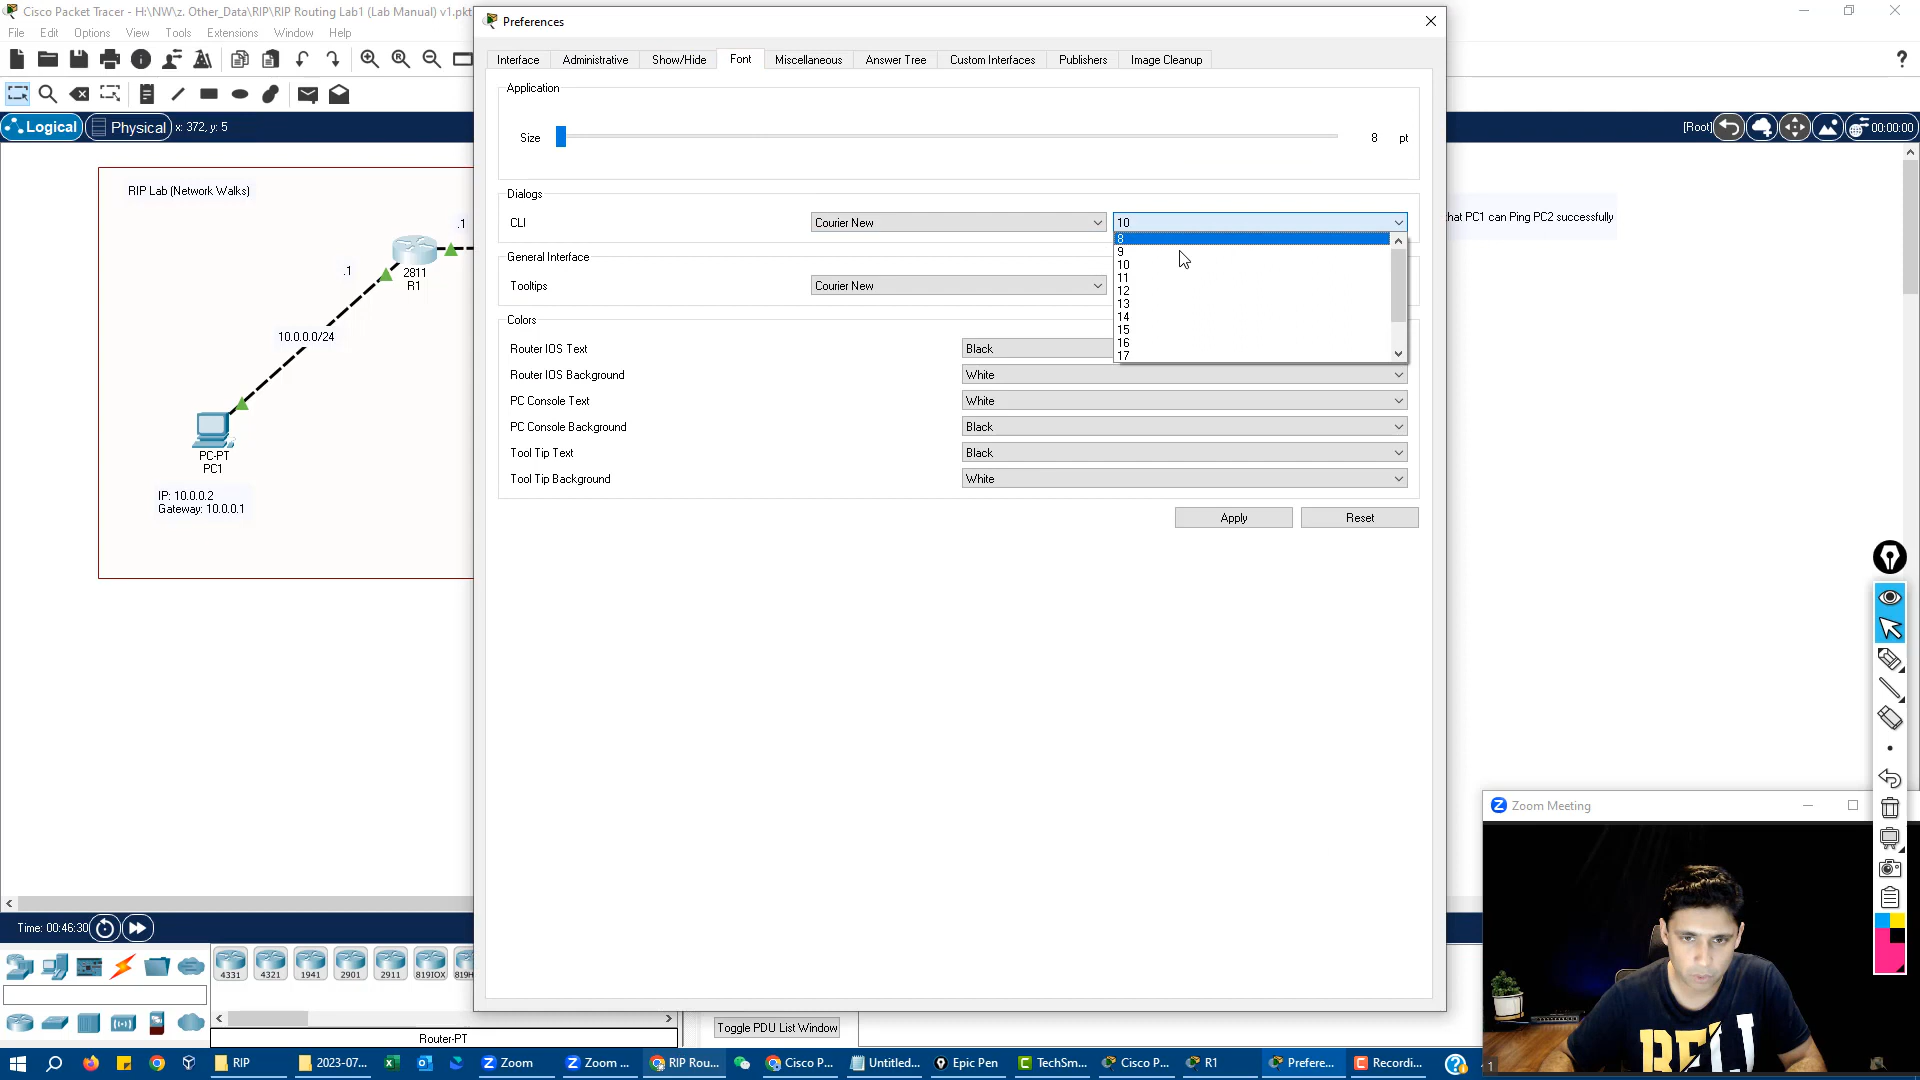 Cisco Packet Tracer - H:\NW\z. Other_Data\RIP\RIP Routing Lab1 (Lab Manual) v1.pkt
File Edit Options View Tools Extensions Window Help
Logical Physical x: 372, y: 5
[Root] 00:00:00
Preferences
Interface Administrative Show/Hide Font Miscellaneous Answer Tree Custom Interfaces Publishers Image Cleanup
Application
Size 8 pt
Dialogs
CLI Courier New 10
8
9
10
11
12
13
14
15
16
17
General Interface
Tooltips Courier New
Colors
Router IOS Text Black
Router IOS Background White
PC Console Text White
PC Console Background Black
Tool Tip Text Black
Tool Tip Background White
Apply Reset
RIP Lab (Network Walks)
.1
.1
2811
R1
10.0.0.0/24
PC-PT
PC1
IP: 10.0.0.2
Gateway: 10.0.0.1
hat PC1 can Ping PC2 successfully
Time: 00:46:30
4331 4321 1941 2901 2911 819IOX 819H
Router-PT
Toggle PDU List Window
Zoom Meeting
RIP 2023-07... Zoom Zoom ... RIP Rou... Cisco P... Untitled... Epic Pen TechSm... Cisco P... R1 Prefere... Recordi...
1